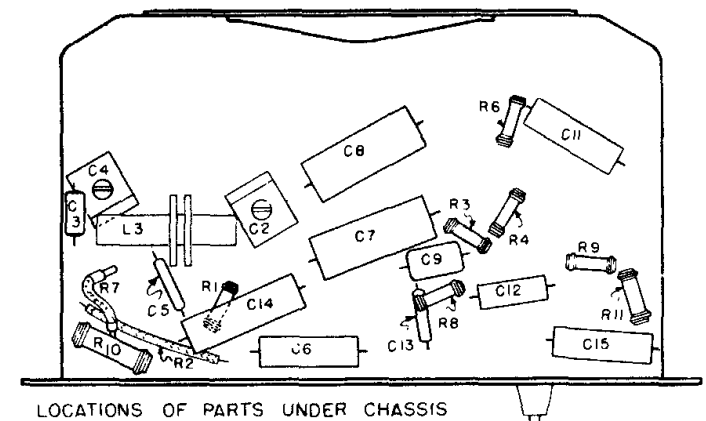 R6
C11
C8
C4
C3
L3
C2
R3
R4
C7
C9
R9
R7
C5
R1
C14
C12
R11
R8
C13
R10
R2
C6
C15
LOCATIONS OF PARTS UNDER CHASSIS